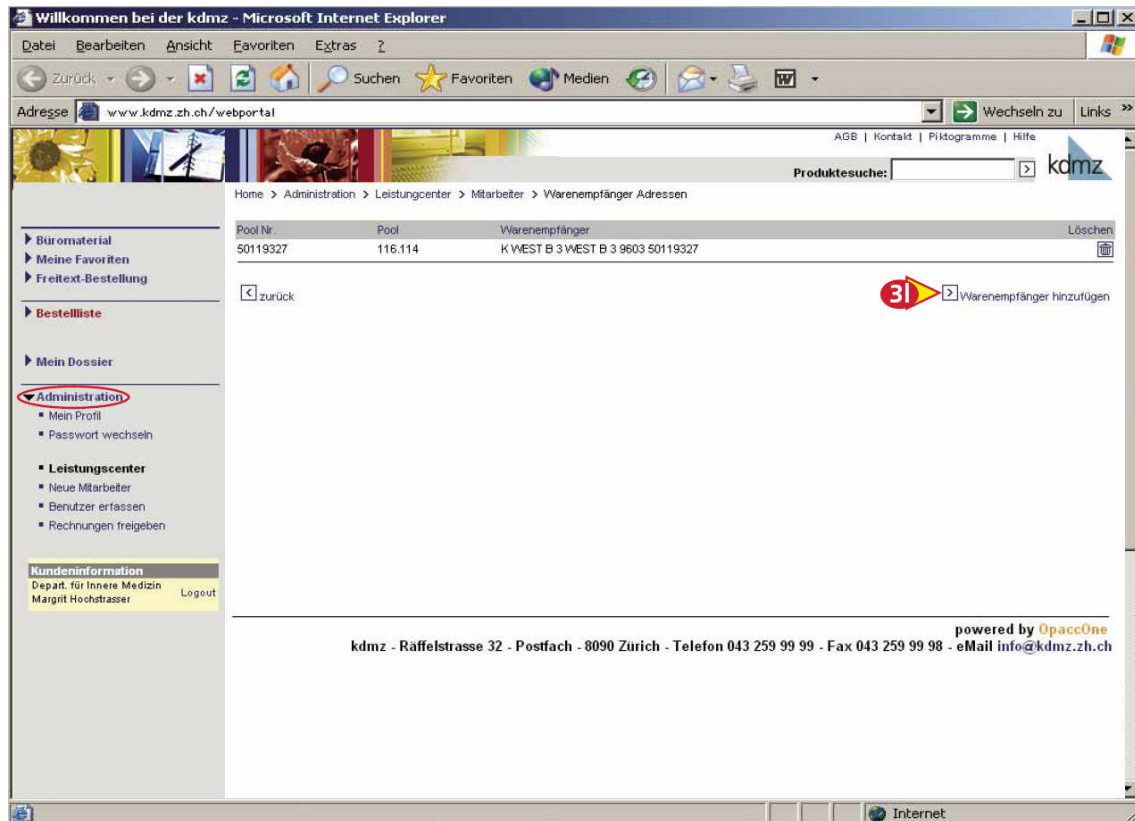 Willkommen bei der kdmz - Microsoft Internet Explorer
Datei Bearbeiten Ansicht Favoriten Extras ?
Zurück Suchen Favoriten Medien
Adresse www.kdmz.zh.ch/webportal Wechseln zu Links »
AGB | Kontakt | Piktogramme | Hilfe
Produktesuche: kdmz
Home > Administration > Leistungcenter > Mitarbeiter > Warenempfänger Adressen
Pool Nr. Pool Warenempfänger Löschen
50119327 116.114 K WEST B 3 WEST B 3 9603 50119327
zurück
3l Warenempfänger hinzufügen
Büromaterial
Meine Favoriten
Freitext-Bestellung
Bestellliste
Mein Dossier
Administration
Mein Profil
Passwort wechseln
Leistungscenter
Neue Mitarbeiter
Benutzer erfassen
Rechnungen freigeben
Kundeninformation
Depart. für Innere Medizin
Margrit Hochstrasser Logout
powered by OpaccOne
kdmz - Räffelstrasse 32 - Postfach - 8090 Zürich - Telefon 043 259 99 99 - Fax 043 259 99 98 - eMail info@kdmz.zh.ch
Internet